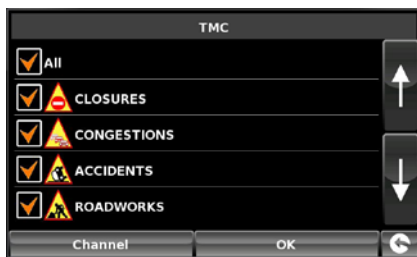 TMC
All
CLOSURES
CONGESTIONS
ACCIDENTS
ROADWORKS
Channel OK